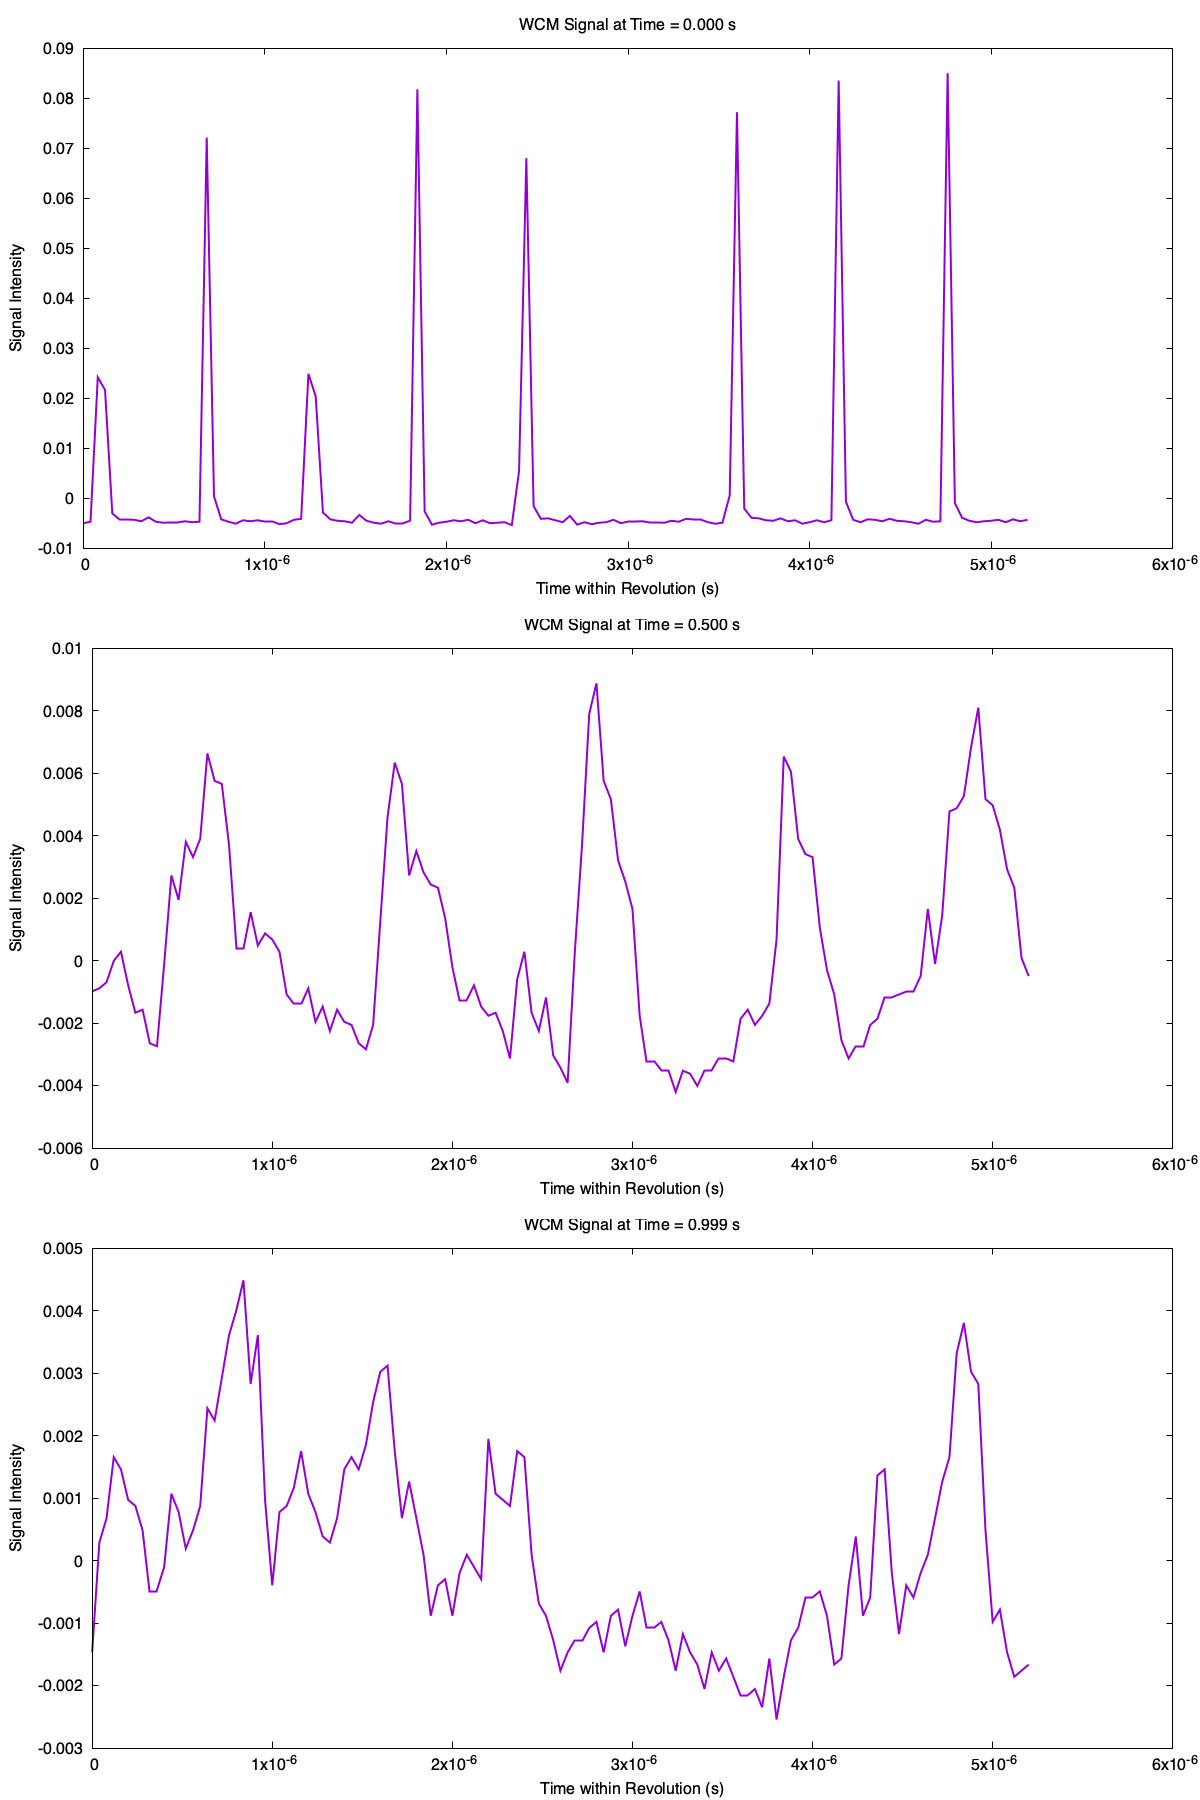 WCM Signal at Time = 0.000 s
0.09
0.08
0.07
0.06
0.05
0.04
0.03
0.02
0.01
0
-0.01
Signal Intensity
0 1x10-6 2x10-6 3x10-6 4x10-6 5x10-6 6x10-6
Time within Revolution (s)
WCM Signal at Time = 0.500 s
0.01
0.008
0.006
0.004
0.002
0
-0.002
-0.004
-0.006
Signal Intensity
0 1x10-6 2x10-6 3x10-6 4x10-6 5x10-6 6x10-6
Time within Revolution (s)
WCM Signal at Time = 0.999 s
0.005
0.004
0.003
0.002
0.001
0
-0.001
-0.002
-0.003
Signal Intensity
0 1x10-6 2x10-6 3x10-6 4x10-6 5x10-6 6x10-6
Time within Revolution (s)